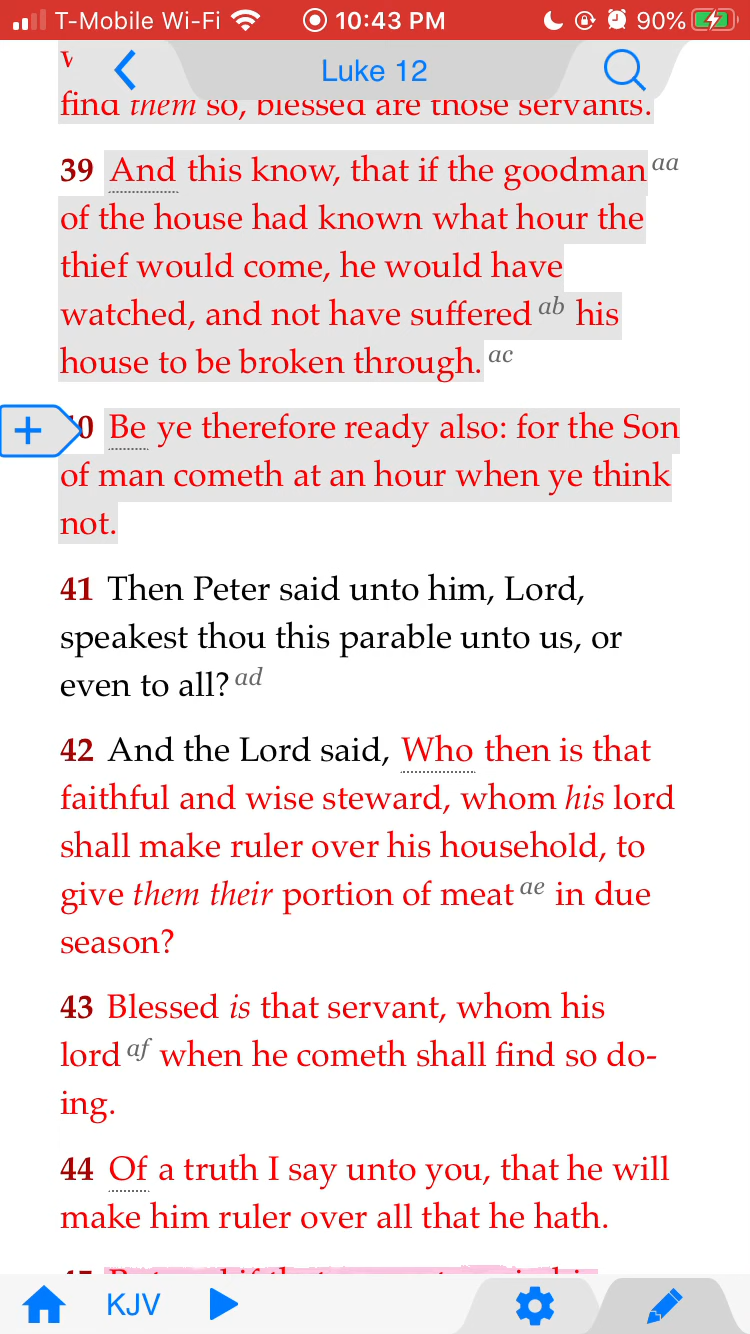 T-Mobile Wi-Fi 10:43 PM 90%
Luke 12
find them so, blessed are those servants.
39 And this know, that if the goodman aa
of the house had known what hour the
thief would come, he would have
watched, and not have suffered ab his
house to be broken through. ac
0 Be ye therefore ready also: for the Son
of man cometh at an hour when ye think
not.
41 Then Peter said unto him, Lord,
speakest thou this parable unto us, or
even to all? ad
42 And the Lord said, Who then is that
faithful and wise steward, whom his lord
shall make ruler over his household, to
give them their portion of meat ae in due
season?
43 Blessed is that servant, whom his
lord af when he cometh shall find so do-
ing.
44 Of a truth I say unto you, that he will
make him ruler over all that he hath.
KJV